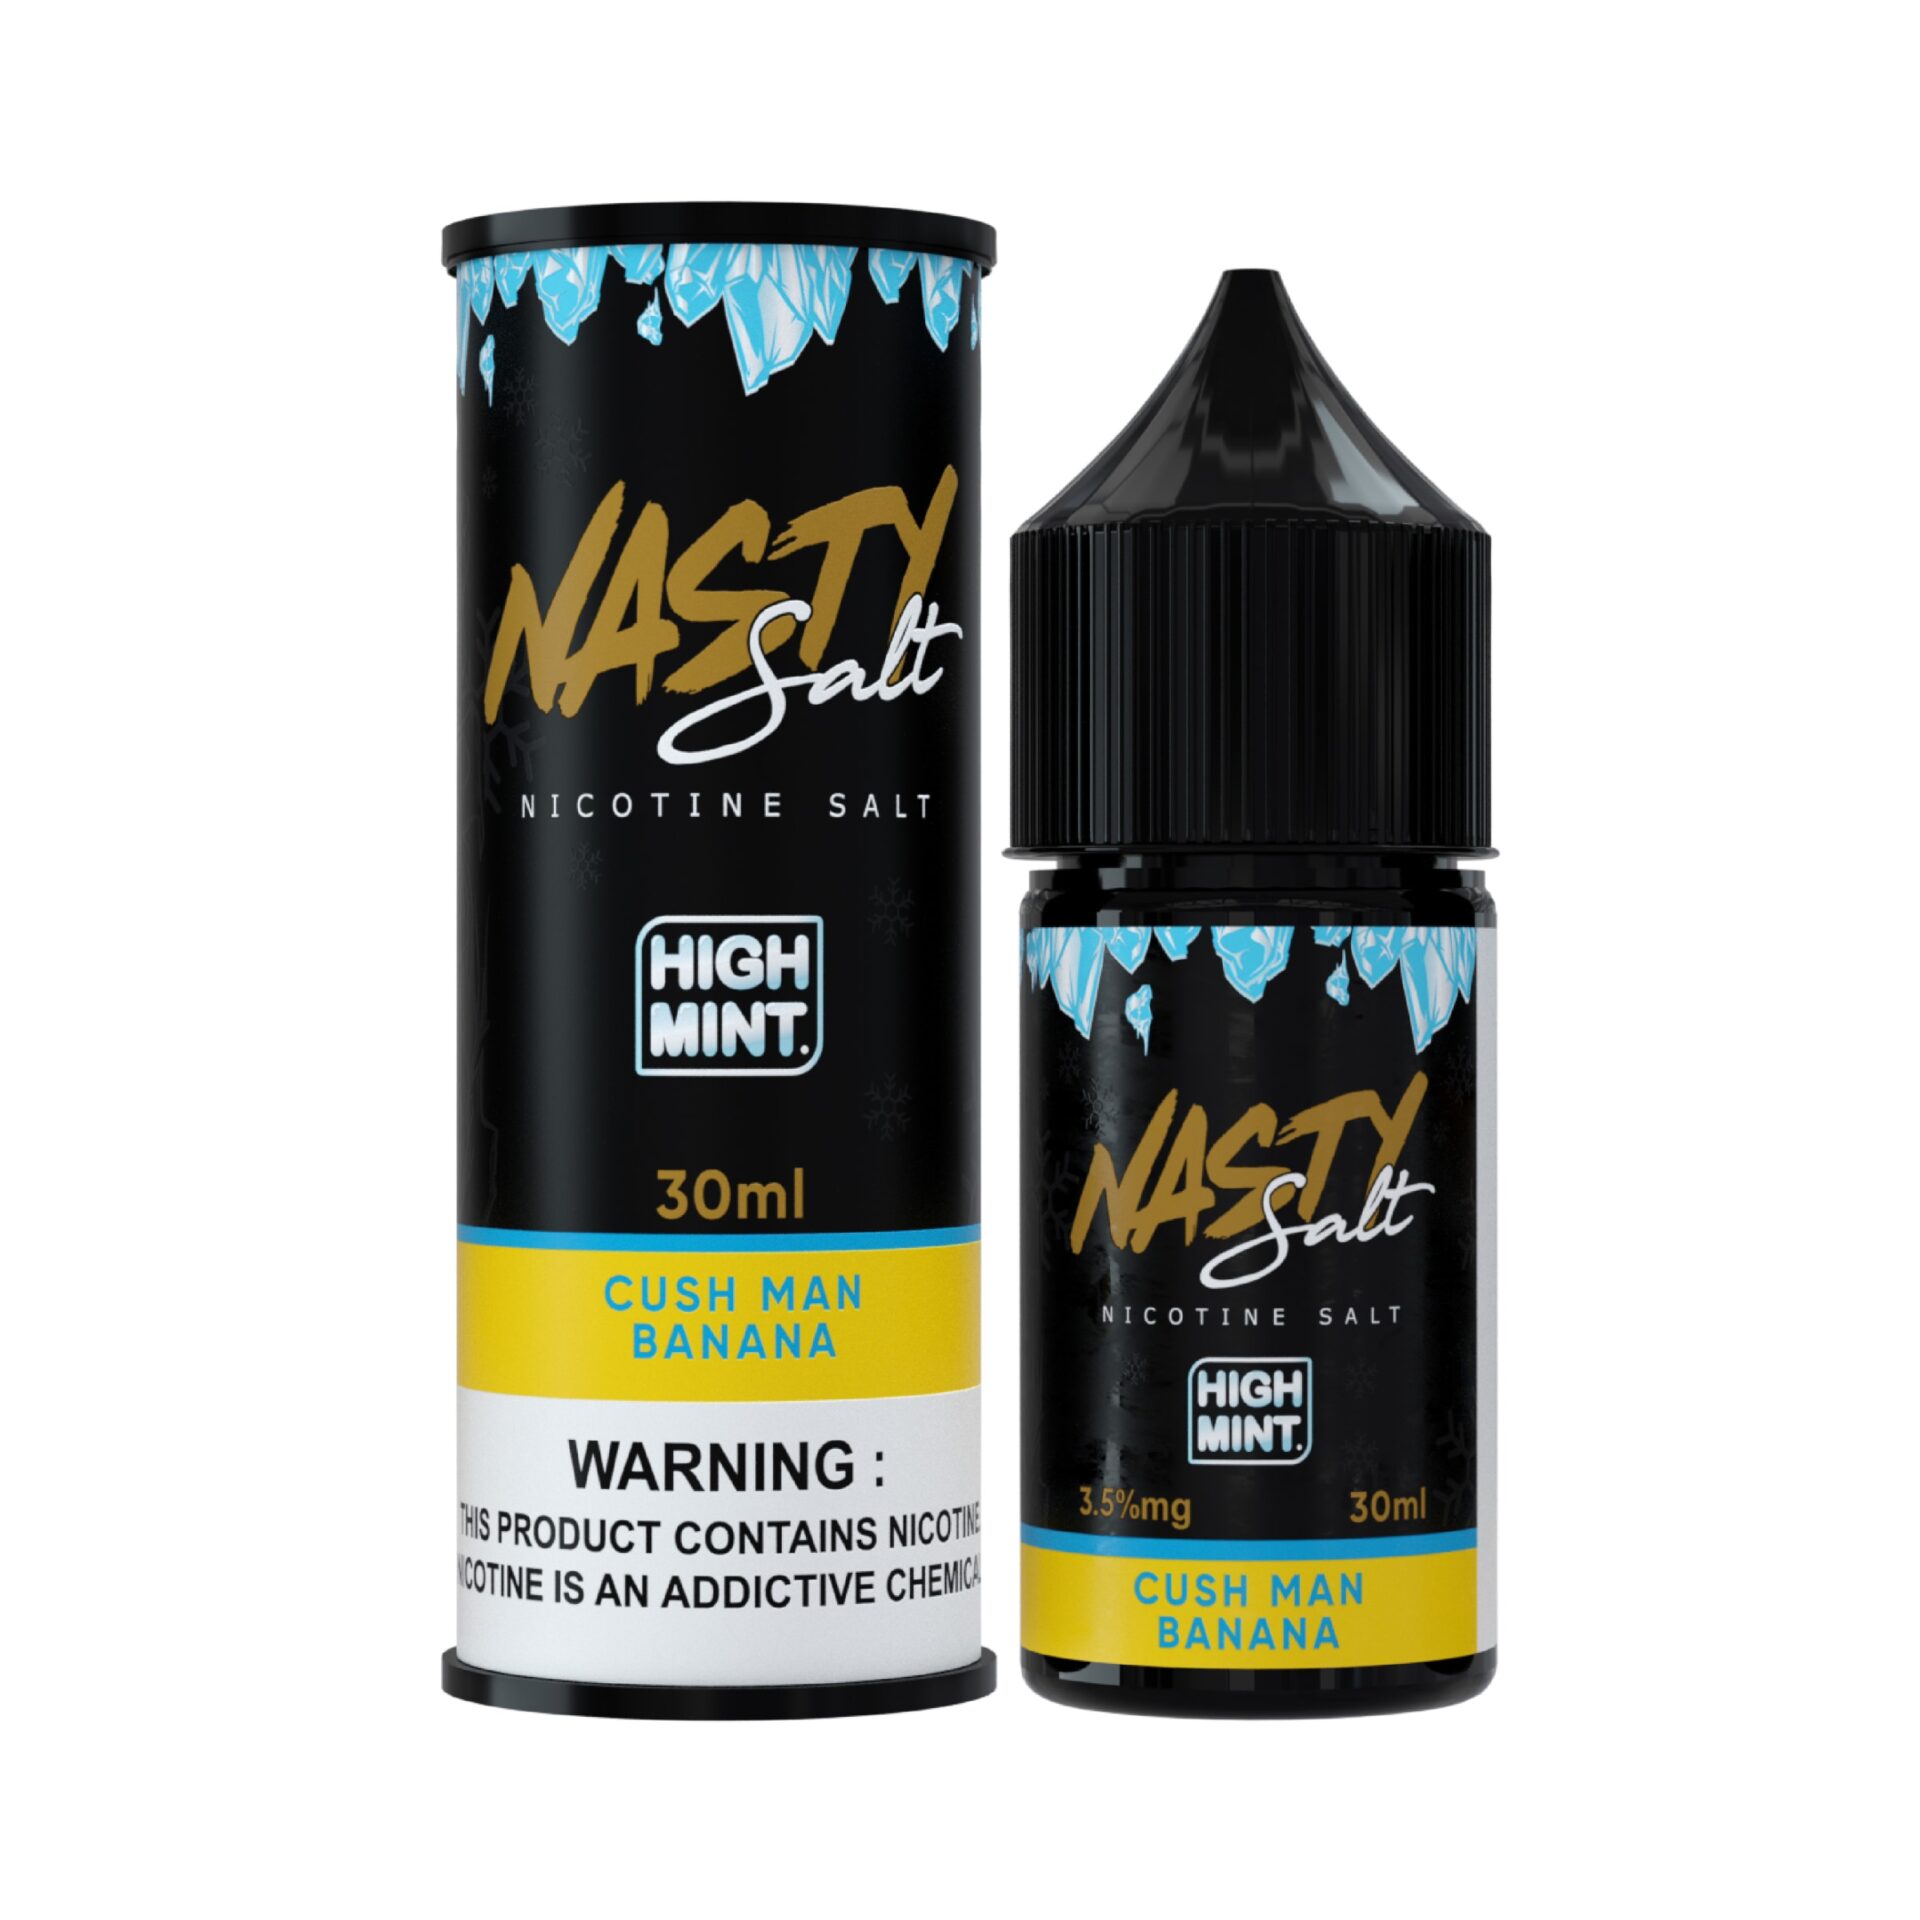 NASTY
Salt
NICOTINE SALT
HIGH
MINT.
30ml
CUSH MAN
BANANA
WARNING :
THIS PRODUCT CONTAINS NICOTINE.
NICOTINE IS AN ADDICTIVE CHEMICAL
NASTY
Salt
NICOTINE SALT
HIGH
MINT.
3.5%mg 30ml
CUSH MAN
BANANA